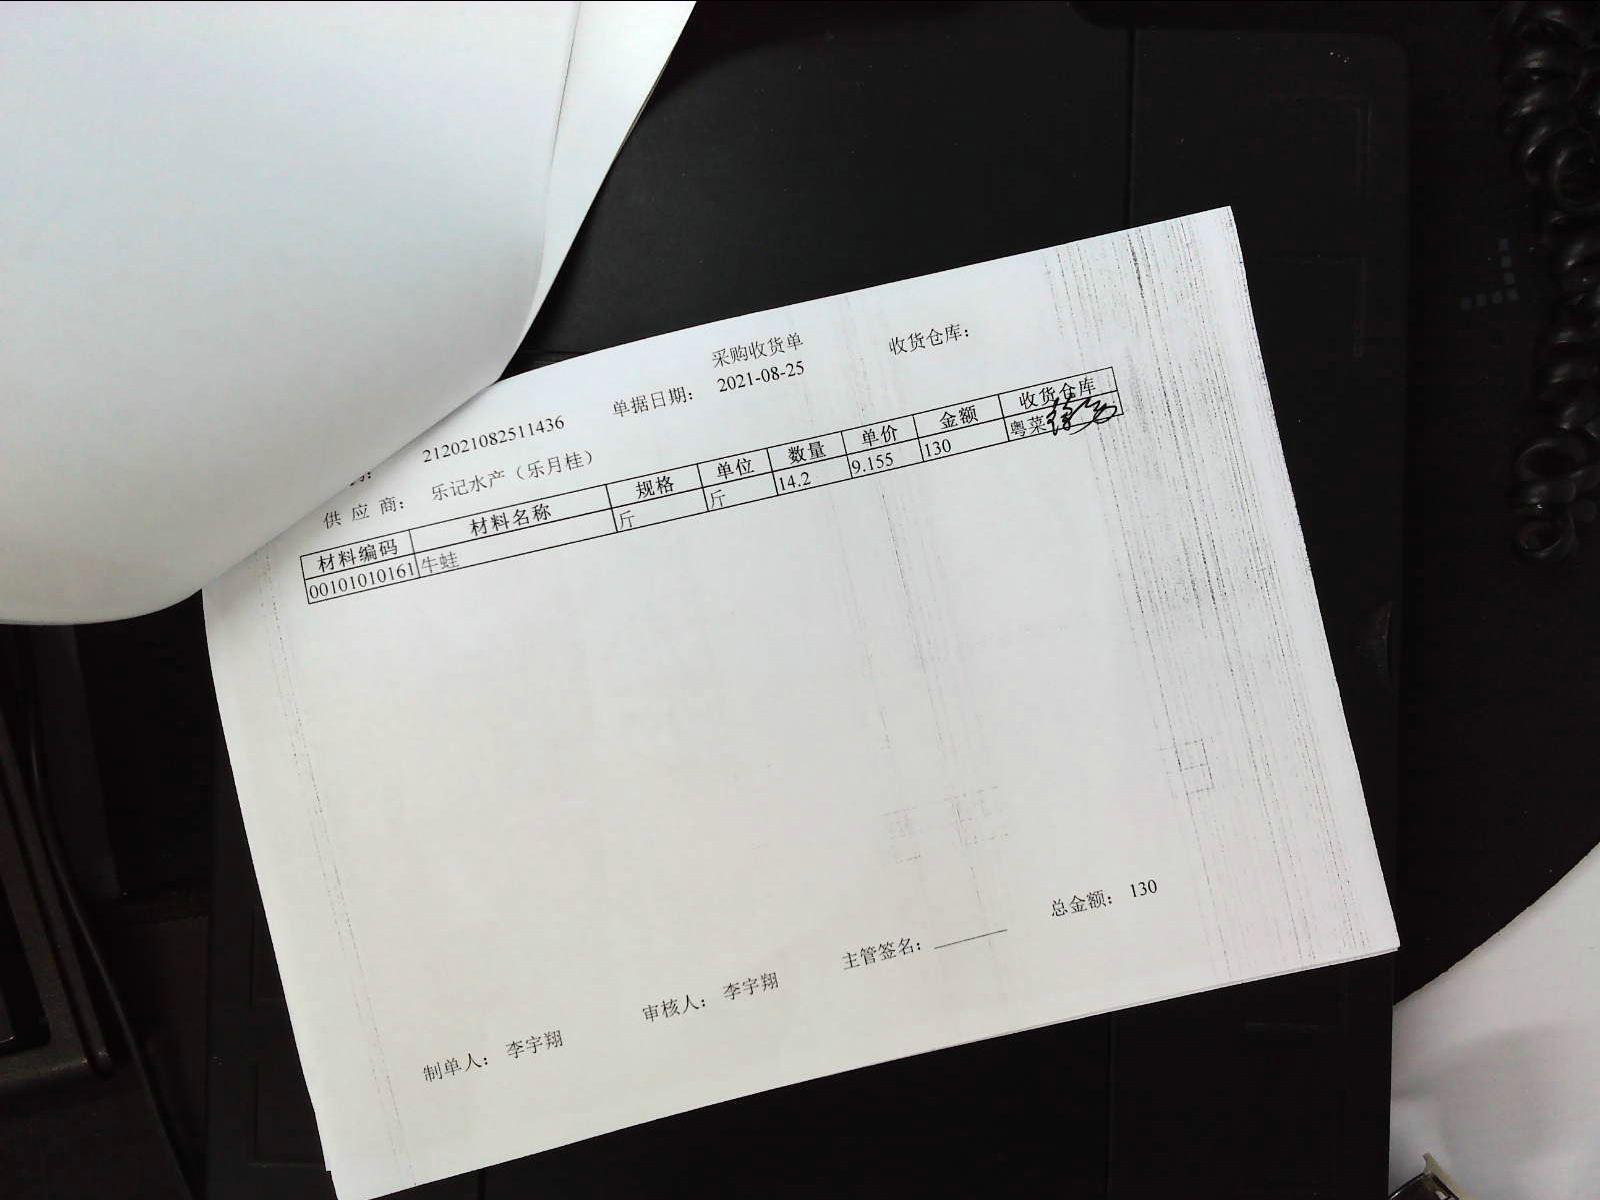 采购收货单
收货仓库：
212021082511436 单据日期： 2021-08-25
供 应 商： 乐记水产（乐月桂）
材料编码 材料名称 规格 单位 数量 单价 金额 收货仓库
00101010161 牛蛙 斤 斤 14.2 9.155 130 粤菜
总金额： 130
制单人： 李宇翔 审核人： 李宇翔 主管签名：